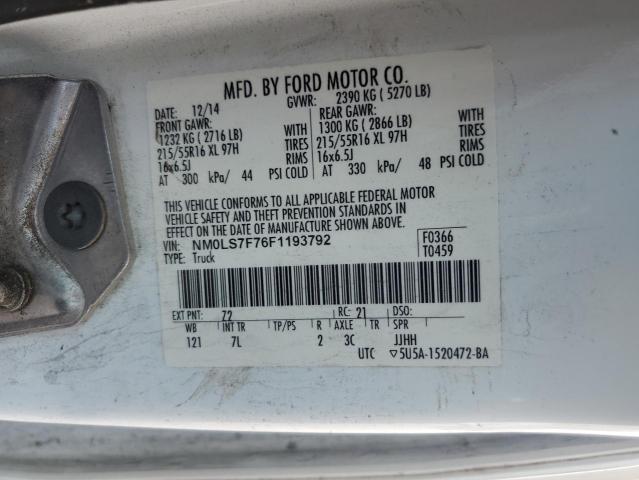 MFD. BY FORD MOTOR CO.
DATE: 12/14 GVWR: 2390 KG ( 5270 LB)
FRONT GAWR: REAR GAWR:
1232 KG ( 2716 LB) WITH 1300 KG ( 2866 LB) WITH
215/55R16 XL 97H TIRES 215/55R16 XL 97H TIRES
16x6.5J RIMS 16x6.5J RIMS
AT 300 kPa/ 44 PSI COLD AT 330 kPa/ 48 PSI COLD
THIS VEHICLE CONFORMS TO ALL APPLICABLE FEDERAL MOTOR
VEHICLE SAFETY AND THEFT PREVENTION STANDARDS IN
EFFECT ON THE DATE OF MANUFACTURE SHOWN ABOVE.
VIN: NM0LS7F76F1193792 F0366
TYPE: Truck T0459
EXT PNT: 72 RC: 21 DSO:
WB INT TR TP/PS R AXLE TR SPR
121 7L 2 3C JJHH
UTC ▽5U5A-1520472-BA